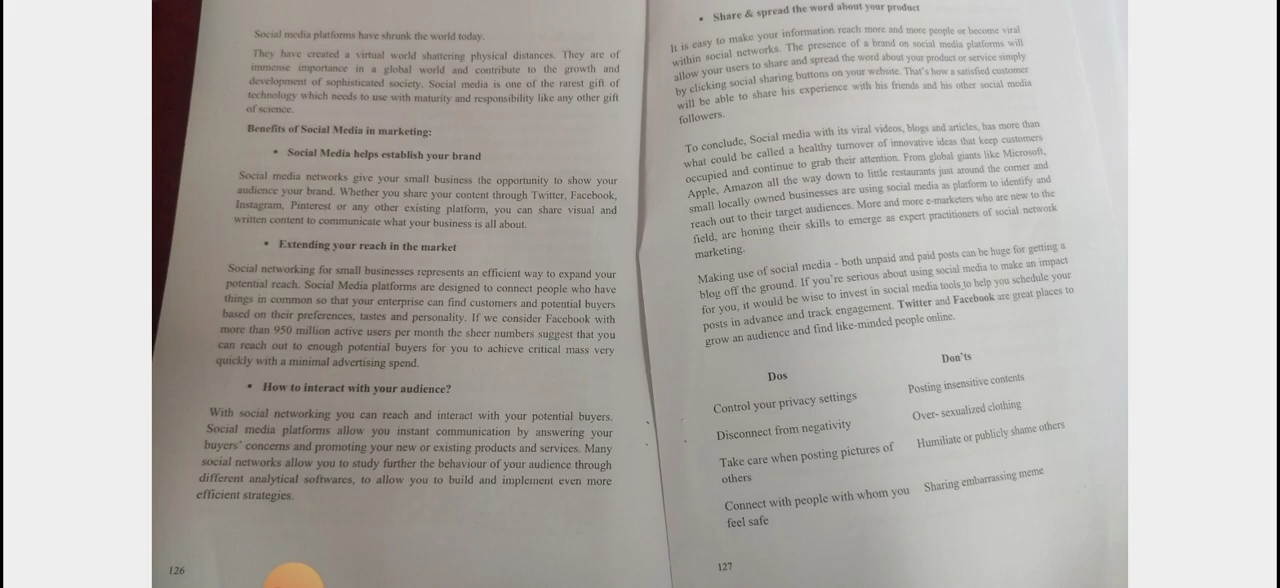 Social media platforms have shrunk the world today.
They have created a virtual world shattering physical distances. They are of
immense importance in a global world and contribute to the growth and
development of sophisticated society. Social media is one of the rarest gift of
technology which needs to use with maturity and responsibility like any other gift
of science.
Benefits of Social Media in marketing:
• Social Media helps establish your brand
Social media networks give your small business the opportunity to show your
audience your brand. Whether you share your content through Twitter, Facebook,
Instagram, Pinterest or any other existing platform, you can share visual and
written content to communicate what your business is all about.
• Extending your reach in the market
Social networking for small businesses represents an efficient way to expand your
potential reach. Social Media platforms are designed to connect people who have
things in common so that your enterprise can find customers and potential buyers
based on their preferences, tastes and personality. If we consider Facebook with
more than 950 million active users per month the sheer numbers suggest that you
can reach out to enough potential buyers for you to achieve critical mass very
quickly with a minimal advertising spend.
• How to interact with your audience?
With social networking you can reach and interact with your potential buyers.
Social media platforms allow you instant communication by answering your
buyers' concerns and promoting your new or existing products and services. Many
social networks allow you to study further the behaviour of your audience through
different analytical softwares, to allow you to build and implement even more
efficient strategies.
126
• Share & spread the word about your product
It is easy to make your information reach more and more people or become viral
within social networks. The presence of a brand on social media platforms will
allow your users to share and spread the word about your product or service simply
by clicking social sharing buttons on your website. That's how a satisfied customer
will be able to share his experience with his friends and his other social media
followers.
To conclude, Social media with its viral videos, blogs and articles, has more than
what could be called a healthy turnover of innovative ideas that keep customers
occupied and continue to grab their attention. From global giants like Microsoft,
Apple, Amazon all the way down to little restaurants just around the corner and
small locally owned businesses are using social media as platform to identify and
reach out to their target audiences. More and more e-marketers who are new to the
field, are honing their skills to emerge as expert practitioners of social network
marketing.
Making use of social media - both unpaid and paid posts can be huge for getting a
blog off the ground. If you're serious about using social media to make an impact
for you, it would be wise to invest in social media tools to help you schedule your
posts in advance and track engagement. Twitter and Facebook are great places to
grow an audience and find like-minded people online.
Dos Don'ts
Control your privacy settings Posting insensitive contents
Disconnect from negativity Over- sexualized clothing
Take care when posting pictures of Humiliate or publicly shame others
others
Connect with people with whom you Sharing embarrassing meme
feel safe
127